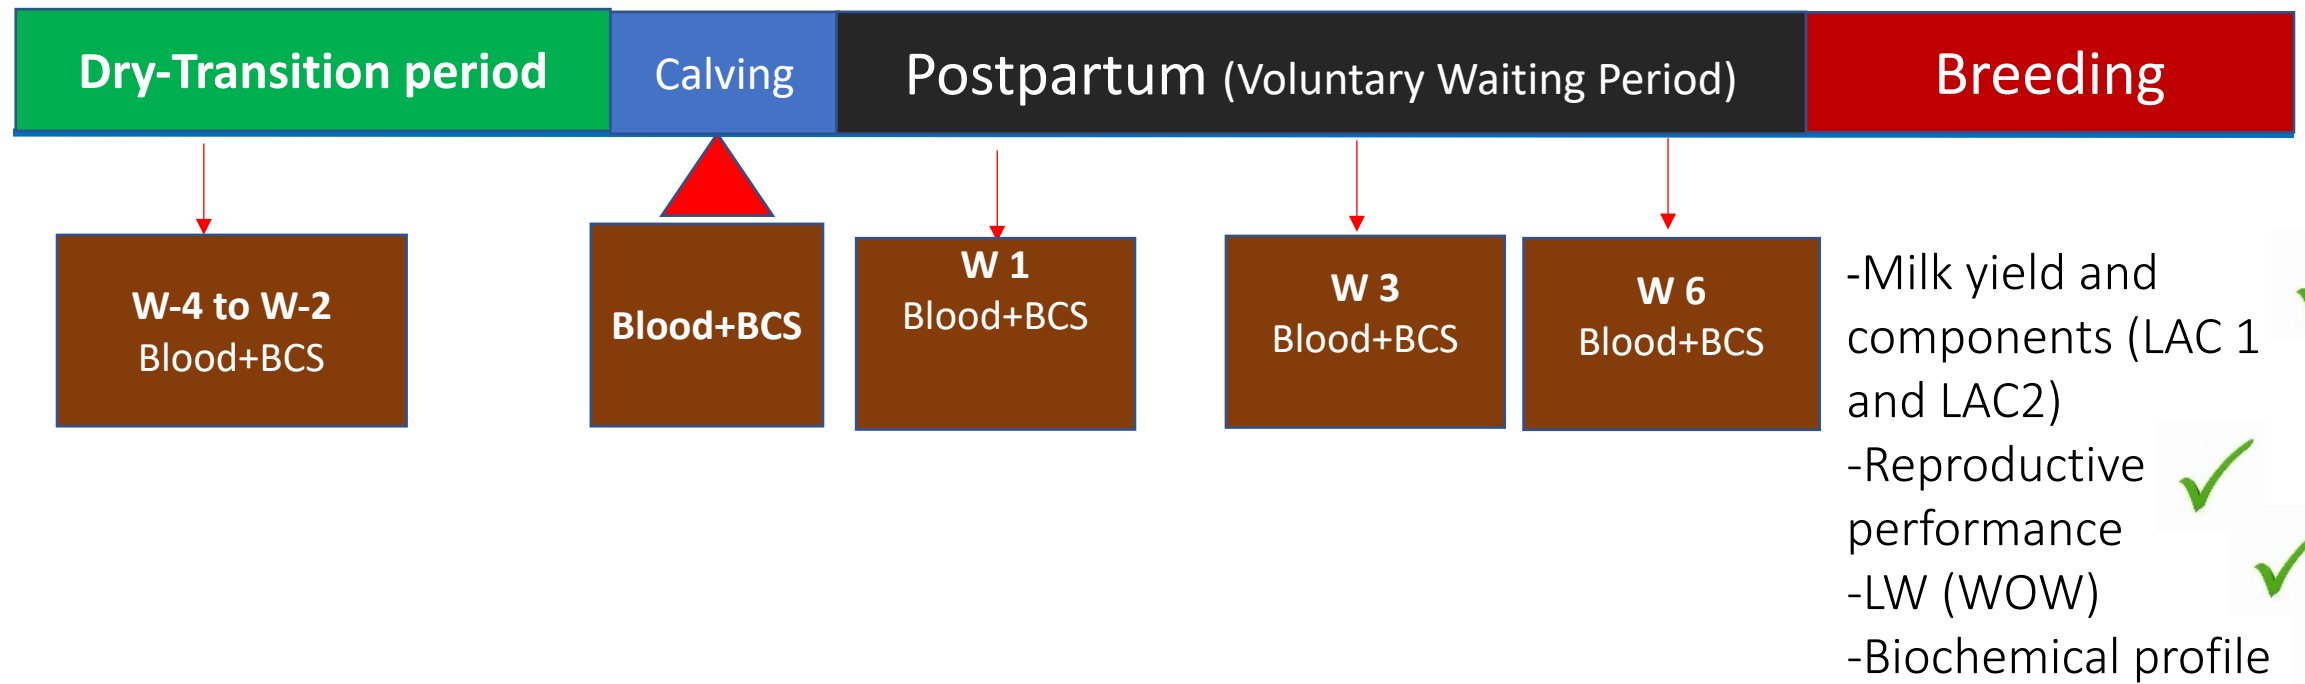 Dry-Transition period
Calving
Postpartum (Voluntary Waiting Period)
Breeding
W-4 to W-2
Blood+BCS
Blood+BCS
W 1
Blood+BCS
W 3
Blood+BCS
W 6
Blood+BCS
-Milk yield and
components (LAC 1
and LAC2)
-Reproductive
performance
-LW (WOW)
-Biochemical profile